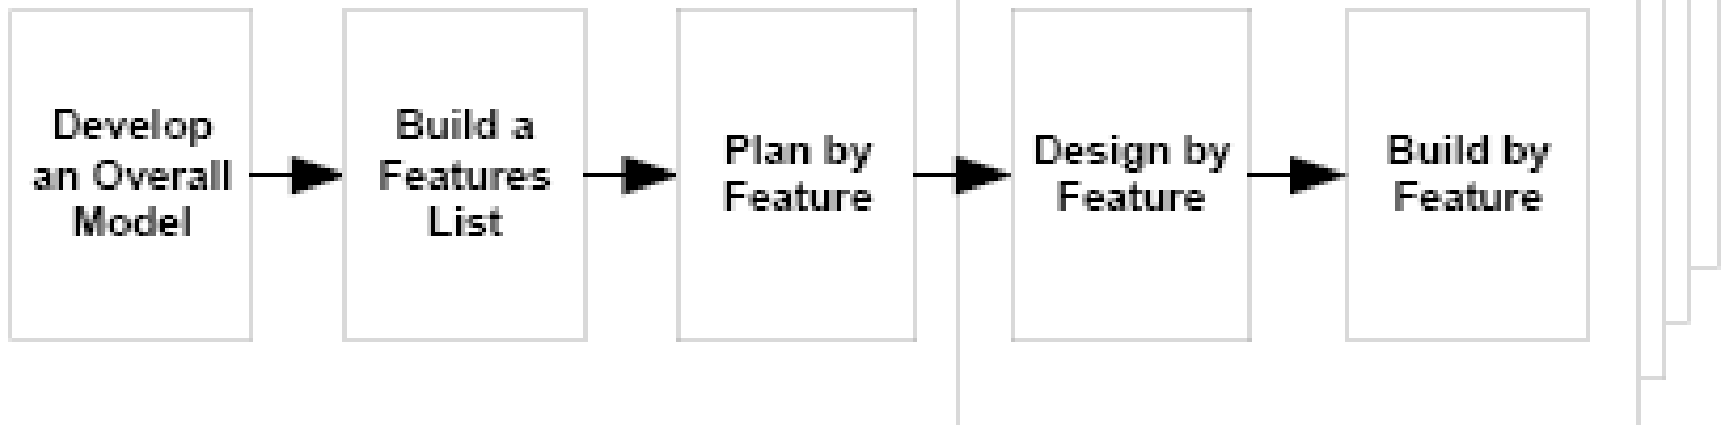 Develop
an Overall
Model
Build a
Features
List
Plan by
Feature
Design by
Feature
Build by
Feature